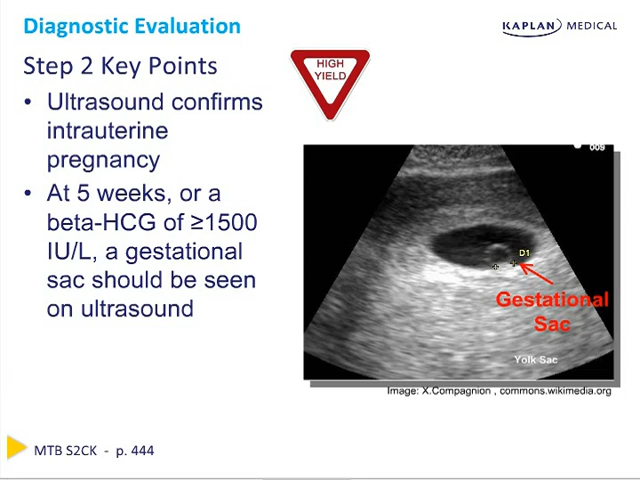 Diagnostic Evaluation
KAPLAN MEDICAL
Step 2 Key Points
HIGH
YIELD
• Ultrasound confirms
intrauterine
pregnancy
• At 5 weeks, or a
beta-HCG of ≥1500
IU/L, a gestational
sac should be seen
on ultrasound
009
D1
Gestational
Sac
Yolk Sac
Image: X.Compagnion , commons.wikimedia.org
MTB S2CK - p. 444